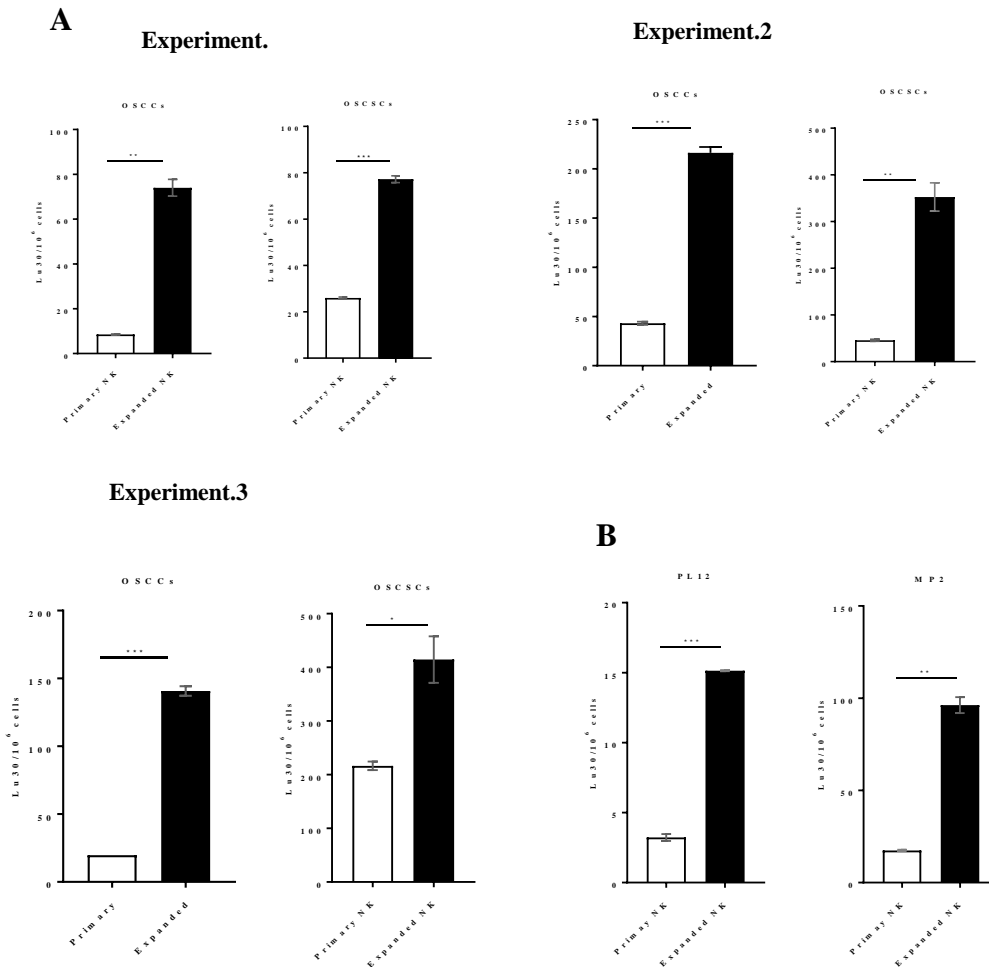 A
Experiment.
Experiment.2
OSCCs
100
80
60
40
20
0
Lu30/10⁶ cells
**
Primary NK
Expanded NK
OSCSCs
100
80
60
40
20
0
Lu30/10⁶ cells
***
Primary NK
Expanded NK
OSCCs
250
200
150
100
50
0
Lu30/10⁶ cells
***
Primary
Expanded
OSCSCs
500
400
300
200
100
0
Lu30/10⁶ cells
**
Primary NK
Expanded NK
Experiment.3
OSCCs
200
150
100
50
0
Lu30/10⁶ cells
***
Primary
Expanded
OSCSCs
500
400
300
200
100
0
Lu30/10⁶ cells
*
Primary NK
Expanded NK
B
PL12
20
15
10
5
0
Lu30/10⁶ cells
***
Primary NK
Expanded NK
MP2
150
100
50
0
Lu30/10⁶ cells
**
Primary NK
Expanded NK